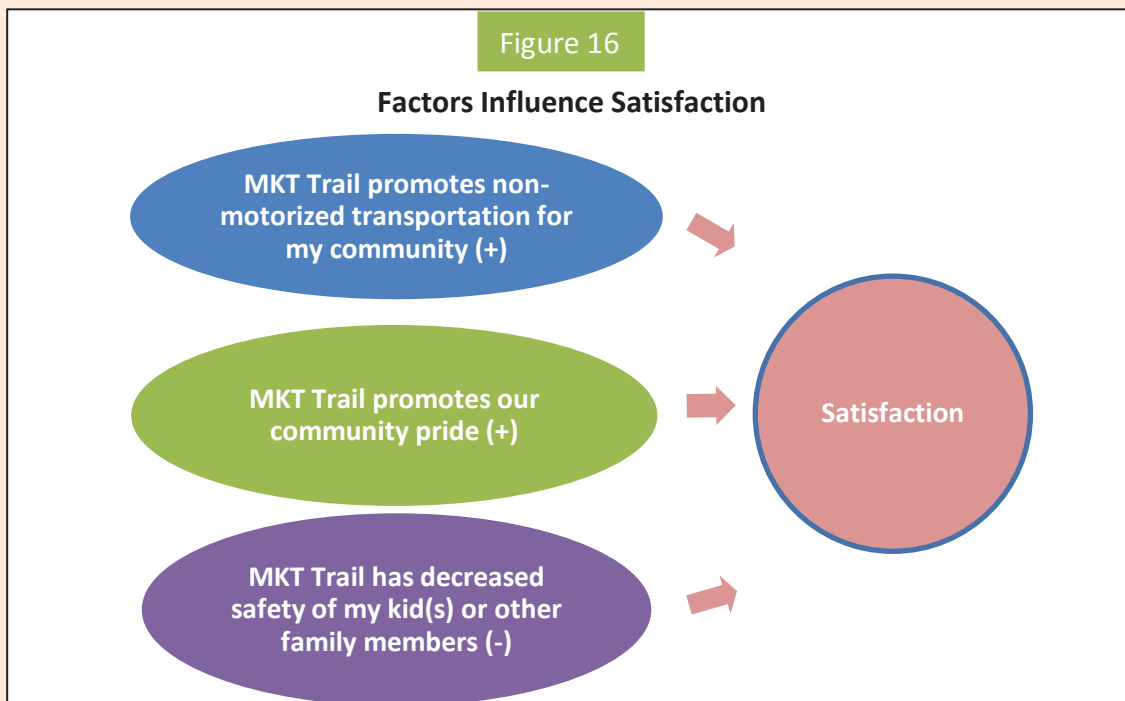 Figure 16
Factors Influence Satisfaction
MKT Trail promotes non-
motorized transportation for
my community (+)
MKT Trail promotes our
community pride (+)
Satisfaction
MKT Trail has decreased
safety of my kid(s) or other
family members (-)